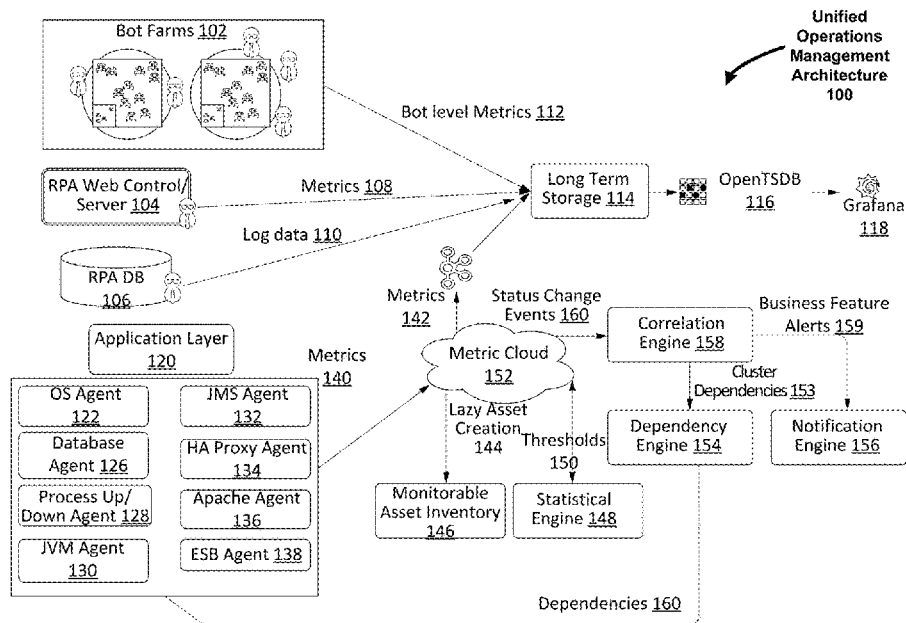 Unified
Operations
Management
Architecture
100
Bot Farms 102
Bot level Metrics 112
RPA Web Control/
Server 104
Metrics 108
Long Term
Storage 114
OpenTSDB
116
Grafana
118
Log data 110
RPA DB
106
Metrics
142
Status Change
Events 160
Business Feature
Alerts 159
Application Layer
120
Metrics
140
Metric Cloud
152
Correlation
Engine 158
Cluster
Dependencies 153
OS Agent
122
JMS Agent
132
Lazy Asset
Creation
144
Database
Agent 126
HA Proxy Agent
134
Thresholds
150
Dependency
Engine 154
Notification
Engine 156
Process Up/
Down Agent 128
Apache Agent
136
Monitorable
Asset Inventory
146
Statistical
Engine 148
JVM Agent
130
ESB Agent 138
Dependencies 160